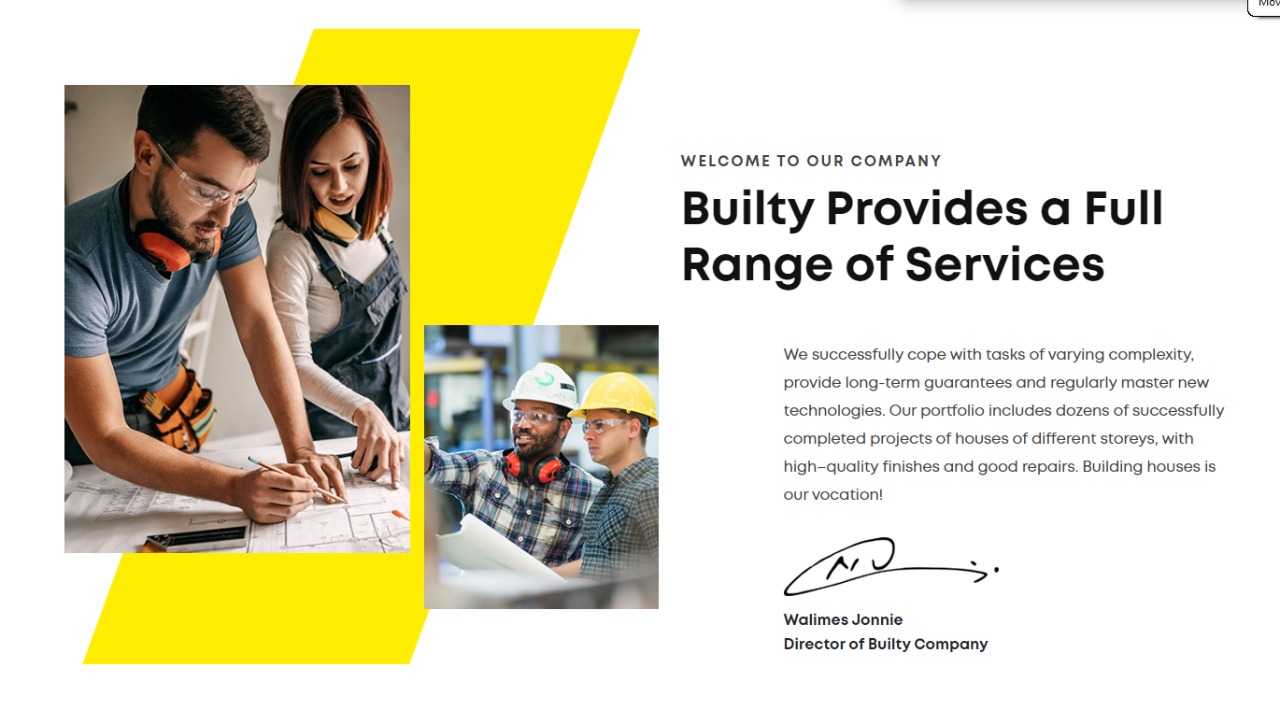 WELCOME TO OUR COMPANY
Builty Provides a Full
Range of Services
We successfully cope with tasks of varying complexity,
provide long-term guarantees and regularly master new
technologies. Our portfolio includes dozens of successfully
completed projects of houses of different storeys, with
high–quality finishes and good repairs. Building houses is
our vocation!
Walimes Jonnie
Director of Builty Company